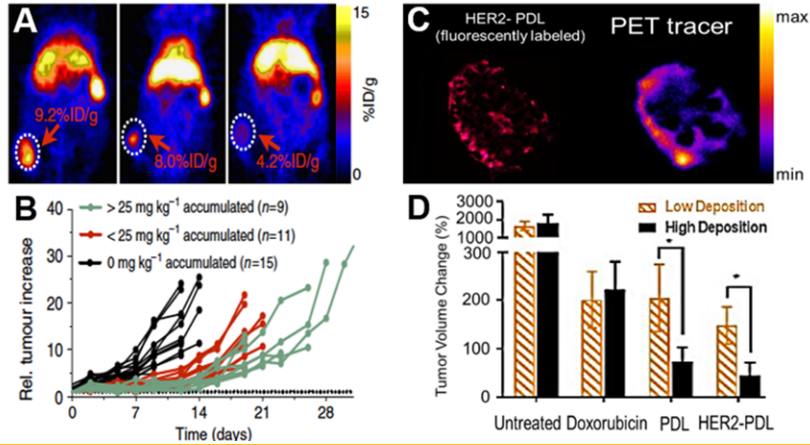 A
15
%ID/g
0
9.2%ID/g
8.0%ID/g
4.2%ID/g
C
HER2- PDL
(fluorescently labeled)
PET tracer
max
min
B
40
30
20
10
0
Rel. tumour increase
> 25 mg kg⁻¹ accumulated (n=9)
< 25 mg kg⁻¹ accumulated (n=11)
0 mg kg⁻¹ accumulated (n=15)
0 7 14 21 28
Time (days)
D
Tumor Volume Change (%)
3000
2000
1000
300
200
100
0
Low Deposition
High Deposition
*
*
Untreated Doxorubicin PDL HER2-PDL